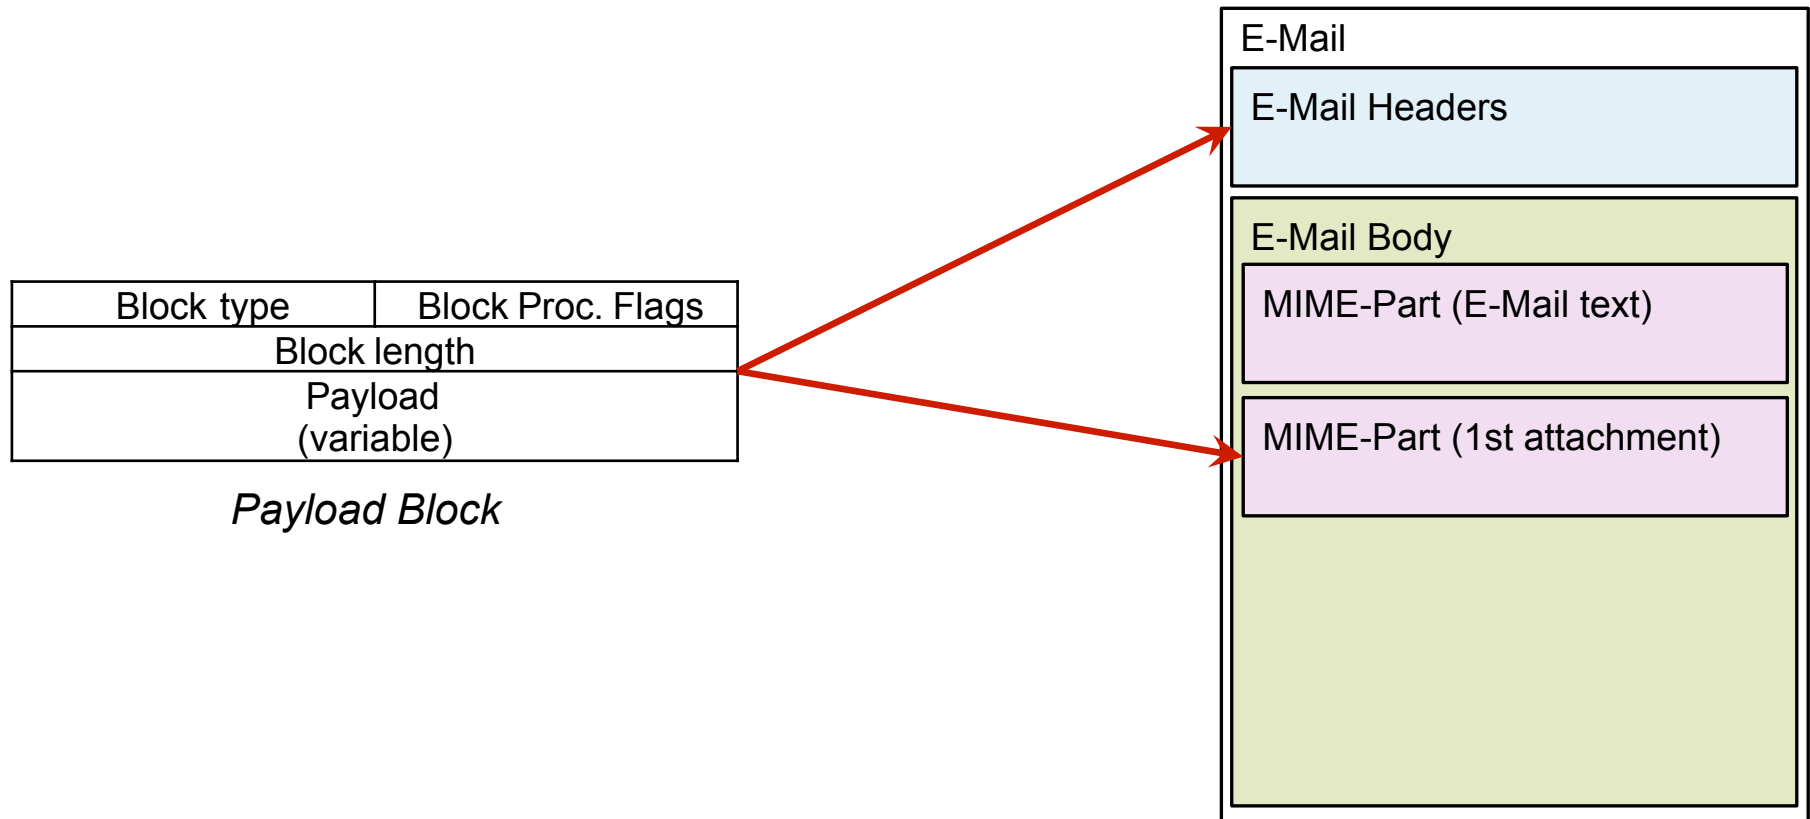 E-Mail
E-Mail Headers
E-Mail Body
MIME-Part (E-Mail text)
MIME-Part (1st attachment)
Block type
Block Proc. Flags
Block length
Payload
(variable)
Payload Block